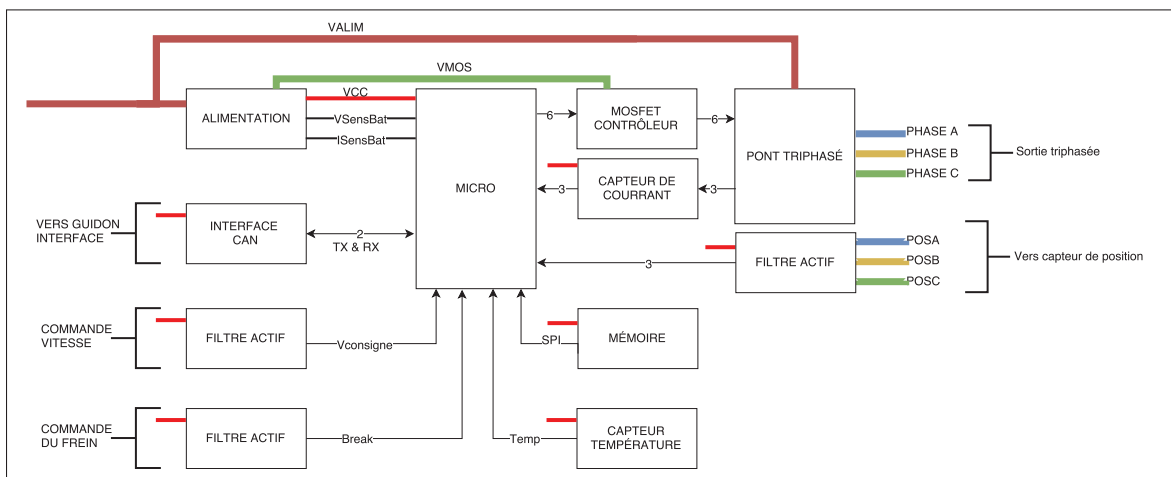 VALIM
VMOS
VCC
VSensBat
ISensBat
ALIMENTATION
MICRO
6
MOSFET
CONTRÔLEUR
6
PONT TRIPHASÉ
PHASE A
PHASE B
PHASE C
Sortie triphasée
3
CAPTEUR DE
COURRANT
3
VERS GUIDON
INTERFACE
INTERFACE
CAN
2
TX & RX
3
FILTRE ACTIF
POSA
POSB
POSC
Vers capteur de position
COMMANDE
VITESSE
FILTRE ACTIF
Vconsigne
SPI
MÉMOIRE
COMMANDE
DU FREIN
FILTRE ACTIF
Break
Temp
CAPTEUR
TEMPÉRATURE